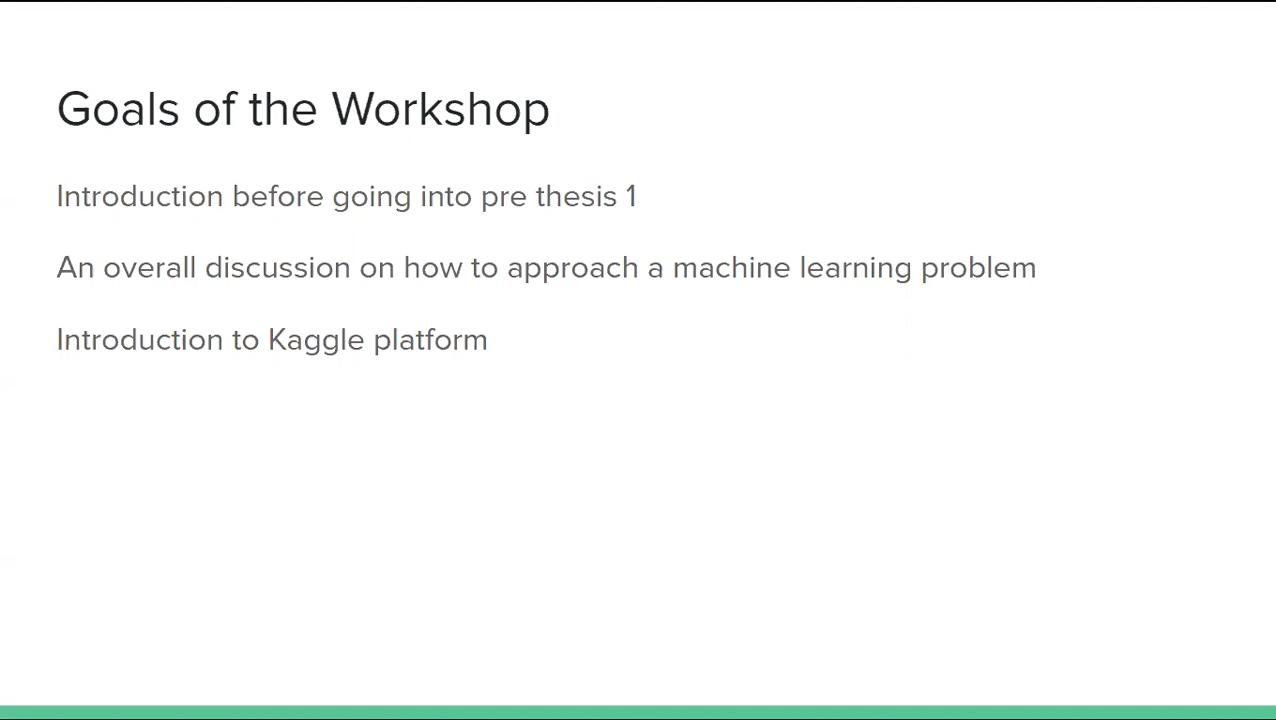 Goals of the Workshop
Introduction before going into pre thesis 1
An overall discussion on how to approach a machine learning problem
Introduction to Kaggle platform